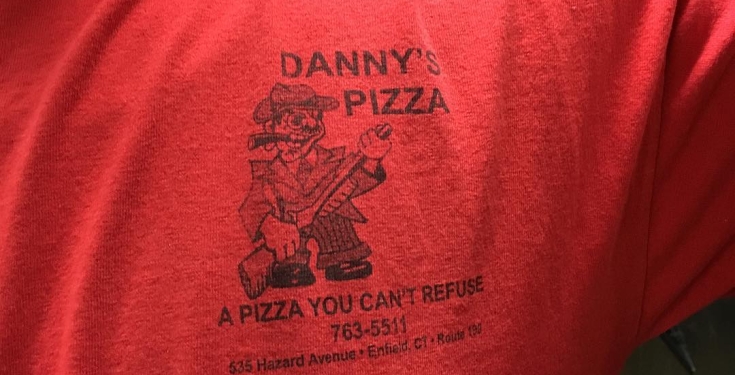 DANNY'S
PIZZA
A PIZZA YOU CAN'T REFUSE
763-5511
535 Hazard Avenue • Enfield, CT • Route 190